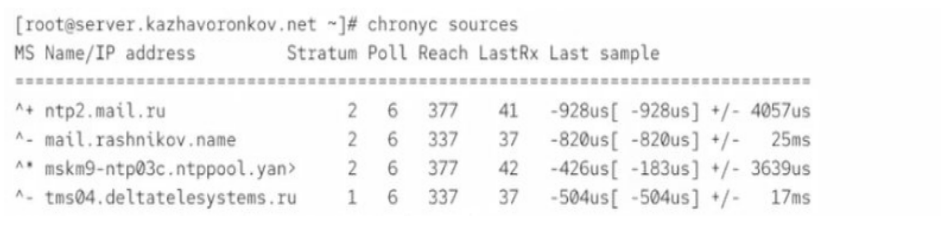 [root@server.kazhavoronkov.net ~]# chronyc sources
MS Name/IP address         Stratum Poll Reach LastRx Last sample
===============================================================================
^+ ntp2.mail.ru                  2   6   377    41   -928us[ -928us] +/- 4057us
^- mail.rashnikov.name           2   6   337    37   -820us[ -820us] +/-   25ms
^* mskm9-ntp03c.ntppool.yan>     2   6   377    42   -426us[ -183us] +/- 3639us
^- tms04.deltatelesystems.ru     1   6   337    37   -504us[ -504us] +/-   17ms